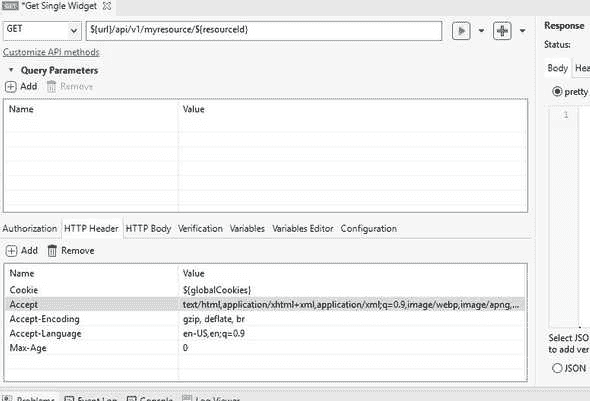 GET *Get Single Widget
GET ${url}/api/v1/myresource/${resourceId}
Customize API methods
Query Parameters
Add Remove
Name Value
Authorization HTTP Header HTTP Body Verification Variables Variables Editor Configuration
Add Remove
Name Value
Cookie ${globalCookies}
Accept text/html,application/xhtml+xml,application/xml;q=0.9,image/webp,image/apng,...
Accept-Encoding gzip, deflate, br
Accept-Language en-US,en;q=0.9
Max-Age 0
Problems Event Log Console Log Viewer
Response
Status:
Body Hea
pretty
1
Select JSO
to add ver
JSON